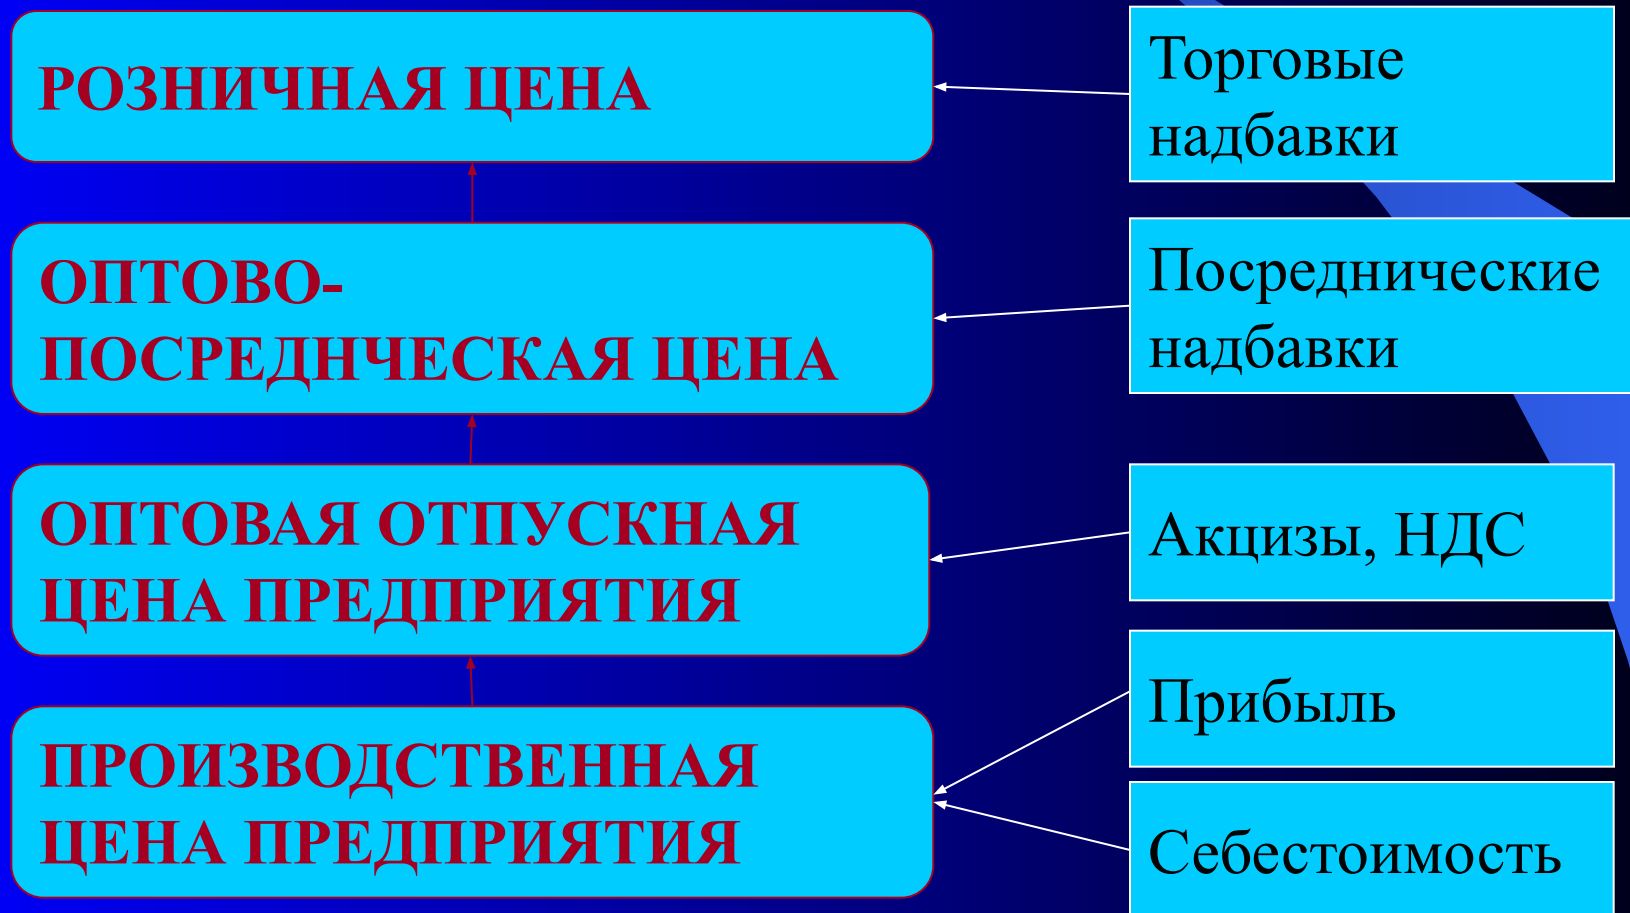 РОЗНИЧНАЯ ЦЕНА
Торговые
надбавки
ОПТОВО-
ПОСРЕДНЧЕСКАЯ ЦЕНА
Посреднические
надбавки
ОПТОВАЯ ОТПУСКНАЯ
ЦЕНА ПРЕДПРИЯТИЯ
Акцизы, НДС
ПРОИЗВОДСТВЕННАЯ
ЦЕНА ПРЕДПРИЯТИЯ
Прибыль
Себестоимость